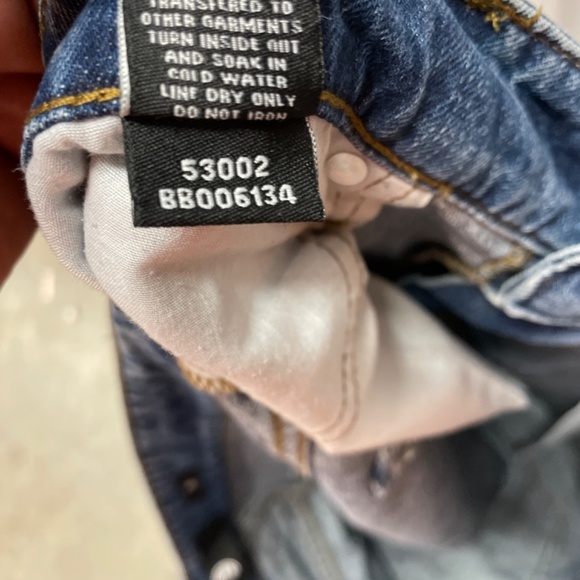 TRANSFERED TO
OTHER GARMENTS
TURN INSIDE OUT
AND SOAK IN
COLD WATER
LINE DRY ONLY
DO NOT IRON
53002
BB006134